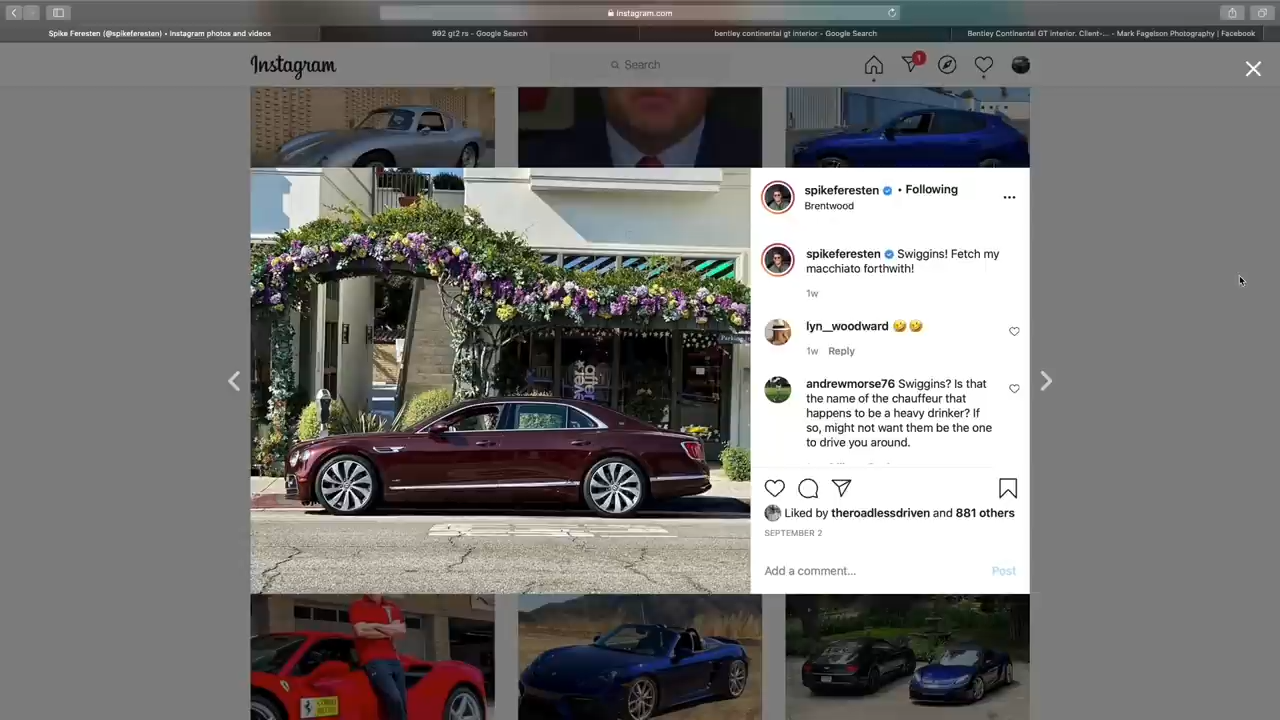 instagram.com
Spike Feresten (@spikeferesten) • Instagram photos and videos
992 gt2 rs - Google Search
bentley continental gt interior - Google Search
Bentley Continental GT interior. Client-... - Mark Fagelson Photography | Facebook
Instagram
Search
1
spikeferesten • Following
Brentwood
spikeferesten Swiggins! Fetch my
macchiato forthwith!
1w
lyn__woodward 🤣🤣
1w Reply
andrewmorse76 Swiggins? Is that
the name of the chauffeur that
happens to be a heavy drinker? If
so, might not want them be the one
to drive you around.
Liked by theroadlessdriven and 881 others
SEPTEMBER 2
Add a comment...
Post